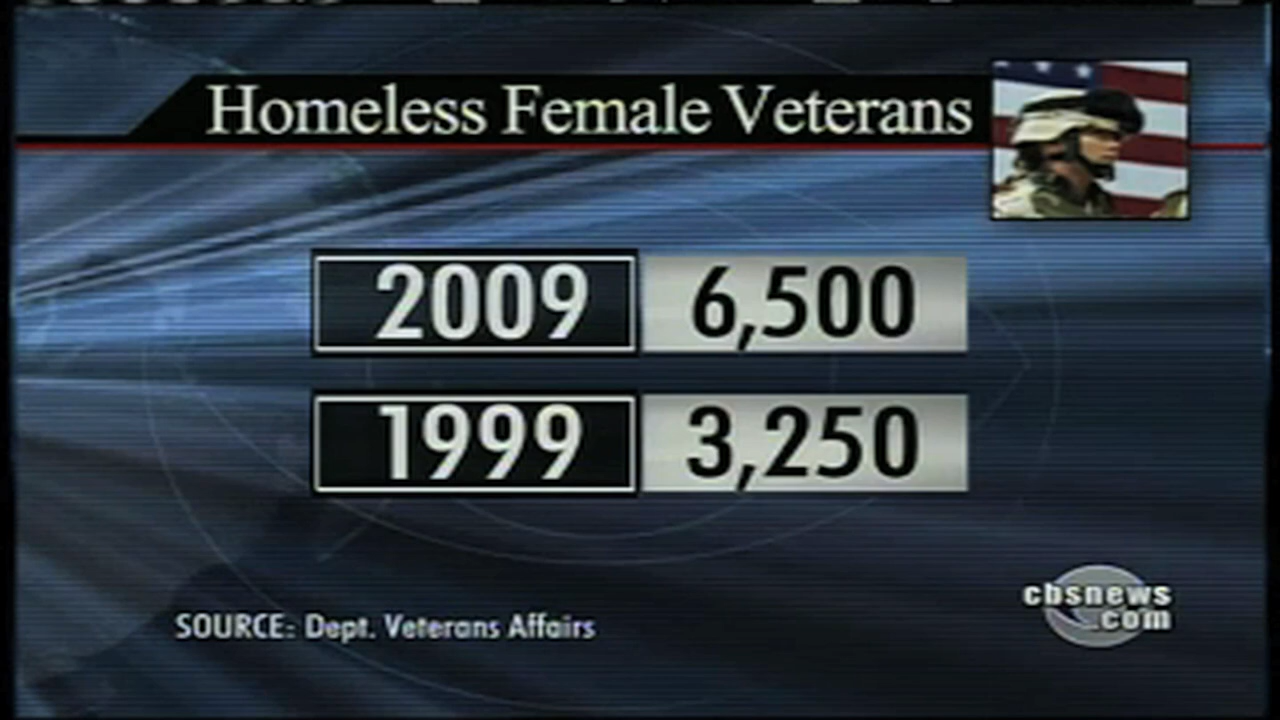 Homeless Female Veterans
2009 6,500
1999 3,250
SOURCE: Dept. Veterans Affairs
cbsnews
.com